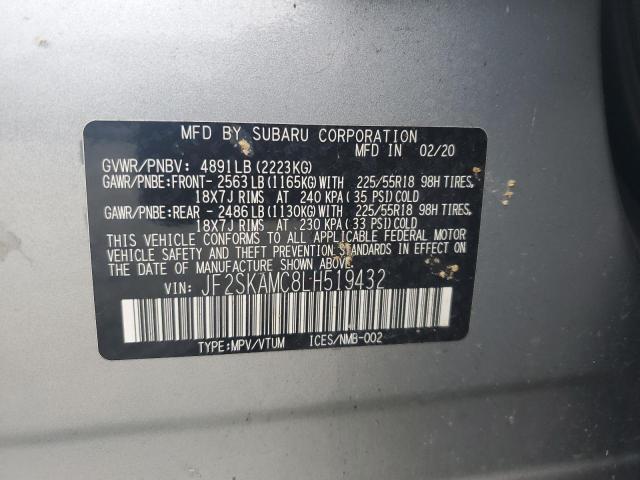 MFD BY SUBARU CORPORATION
MFD IN 02/20
GVWR/PNBV: 4891LB(2223KG)
GAWR/PNBE:FRONT-2563LB(1165KG)WITH 225/55R18 98H TIRES,
18X7J RIMS AT 240 KPA(35 PSI)COLD
GAWR/PNBE:REAR -2486LB(1130KG)WITH 225/55R18 98H TIRES,
18X7J RIMS AT 230 KPA(33 PSI)COLD
THIS VEHICLE CONFORMS TO ALL APPLICABLE FEDERAL MOTOR
VEHICLE SAFETY AND THEFT PREVENTION STANDARDS IN EFFECT
ON THE DATE OF MANUFACTURE SHOWN ABOVE.
VIN: JF2SKAMC8LH519432
TYPE:MPV/VTUM ICES/NMB-002